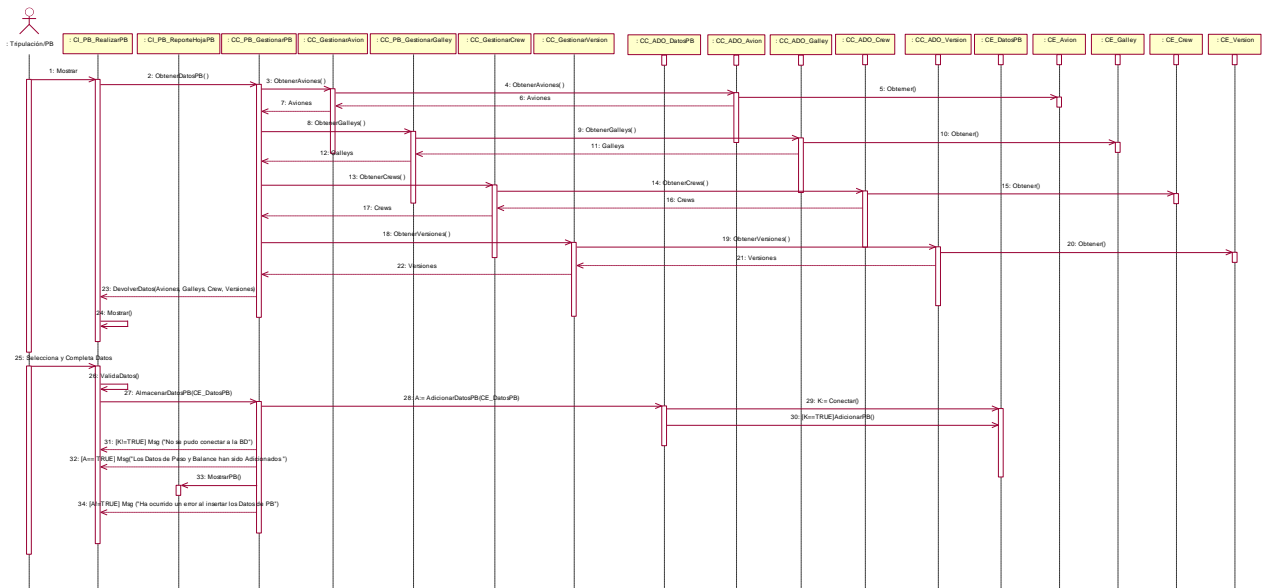 : Tripulación/PB
: CI_PB_RealizarPB
: CI_PB_ReporteHojaPB
: CC_PB_GestionarPB
: CC_GestionarAvion
: CC_PB_GestionarGalley
: CC_GestionarCrew
: CC_GestionarVersion
: CC_ADO_DatosPB
: CC_ADO_Avion
: CC_ADO_Galley
: CC_ADO_Crew
: CC_ADO_Version
: CE_DatosPB
: CE_Avion
: CE_Galley
: CE_Crew
: CE_Version
1: Mostrar
2: ObtenerDatosPB( )
3: ObtenerAviones( )
4: ObtenerAviones( )
5: Obtener()
6: Aviones
7: Aviones
8: ObtenerGalleys( )
9: ObtenerGalleys( )
10: Obtener()
11: Galleys
12: Galleys
13: ObtenerCrews( )
14: ObtenerCrews( )
15: Obtener()
16: Crews
17: Crews
18: ObtenerVersiones( )
19: ObtenerVersiones( )
20: Obtener()
21: Versiones
22: Versiones
23: DevolverDatos(Aviones, Galleys, Crew, Versiones)
24: Mostrar()
25: Selecciona y Completa Datos
26: ValidaDatos()
27: AlmacenarDatosPB(CE_DatosPB)
28: A:= AdicionarDatosPB(CE_DatosPB)
29: K:= Conectar()
30: [K==TRUE]AdicionarPB()
31: [K!=TRUE] Msg ("No se pudo conectar a la BD")
32: [A==TRUE] Msg("Los Datos de Peso y Balance han sido Adicionados ")
33: MostrarPB()
34: [A!=TRUE] Msg ("Ha ocurrido un error al insertar los Datos de PB")